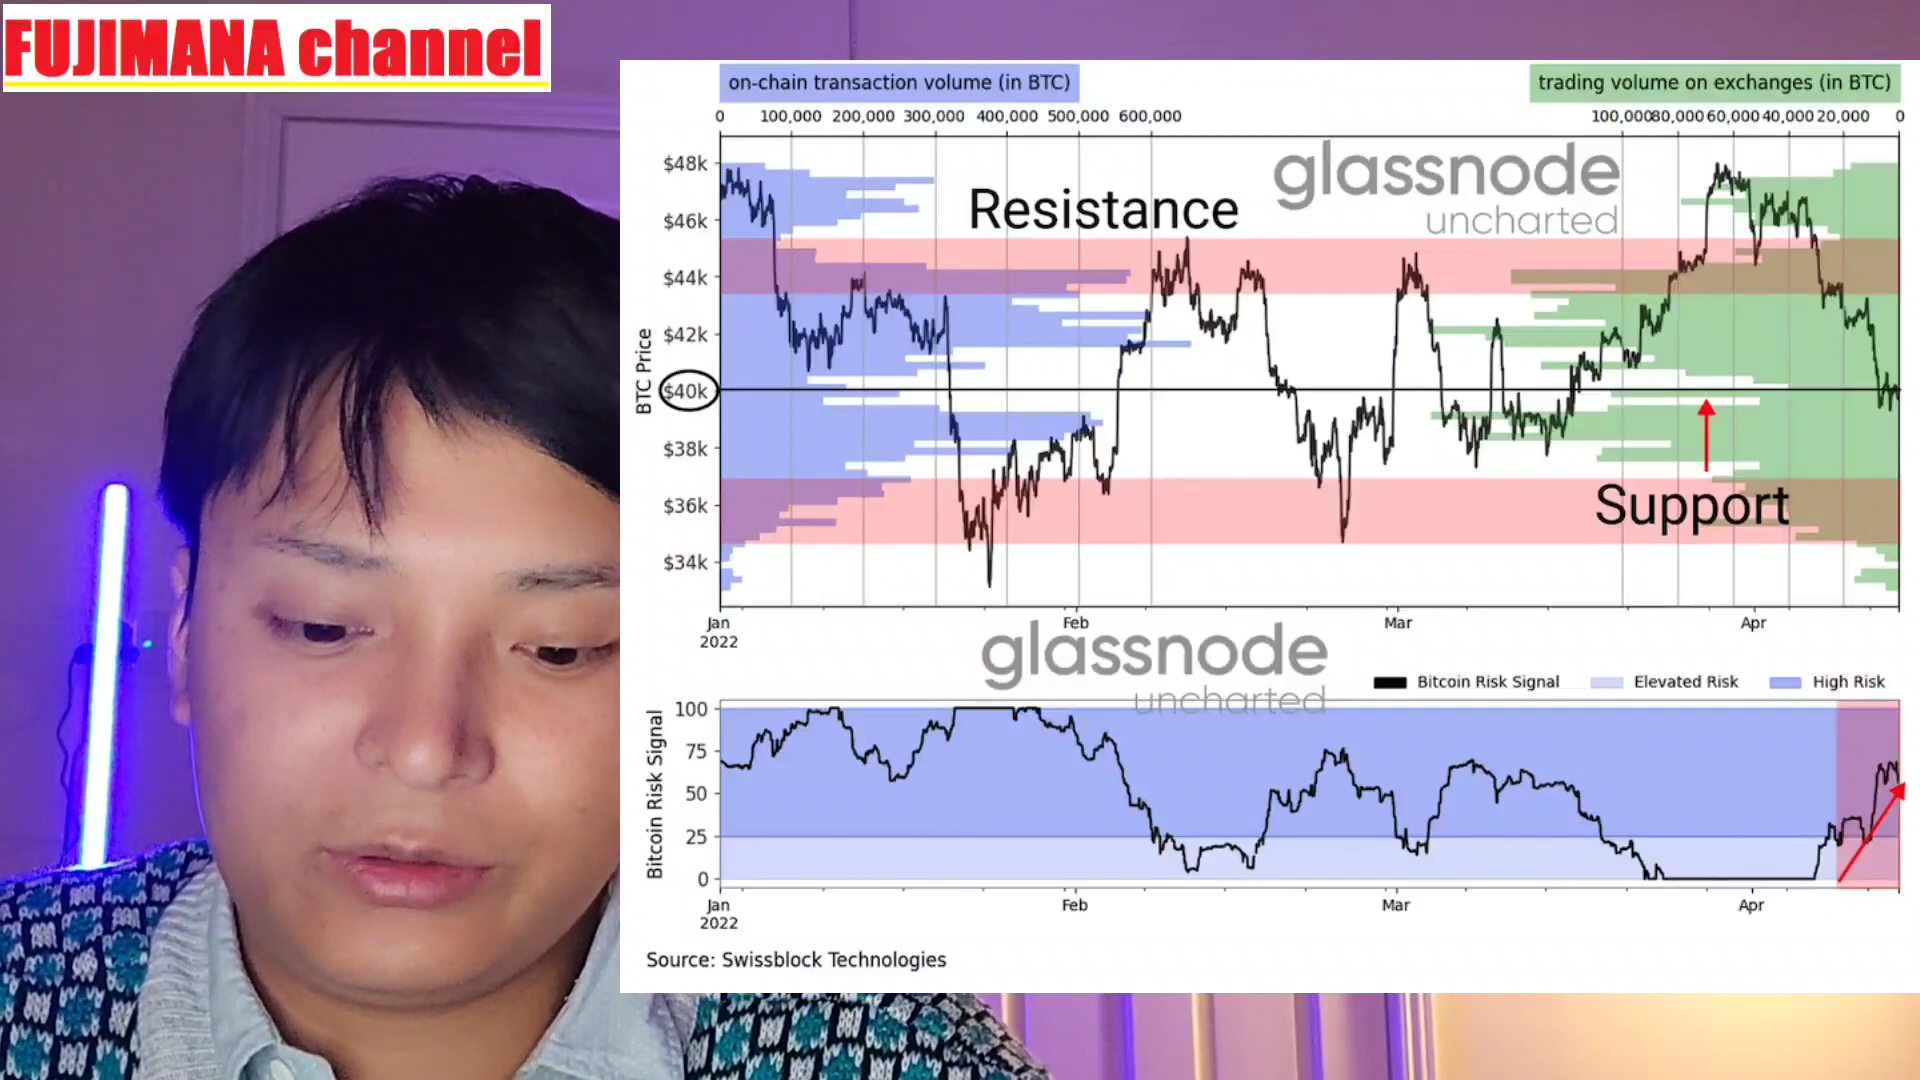 FUJIMANA channel
on-chain transaction volume (in BTC)
trading volume on exchanges (in BTC)
0 100,000 200,000 300,000 400,000 500,000 600,000
100,000 80,000 60,000 40,000 20,000 0
glassnode
uncharted
Resistance
$48k
$46k
$44k
$42k
$40k
$38k
$36k
$34k
BTC Price
Support
Jan Feb Mar Apr
2022
glassnode
uncharted
Bitcoin Risk Signal Elevated Risk High Risk
100
75
50
25
0
Bitcoin Risk Signal
Jan Feb Mar Apr
2022
Source: Swissblock Technologies